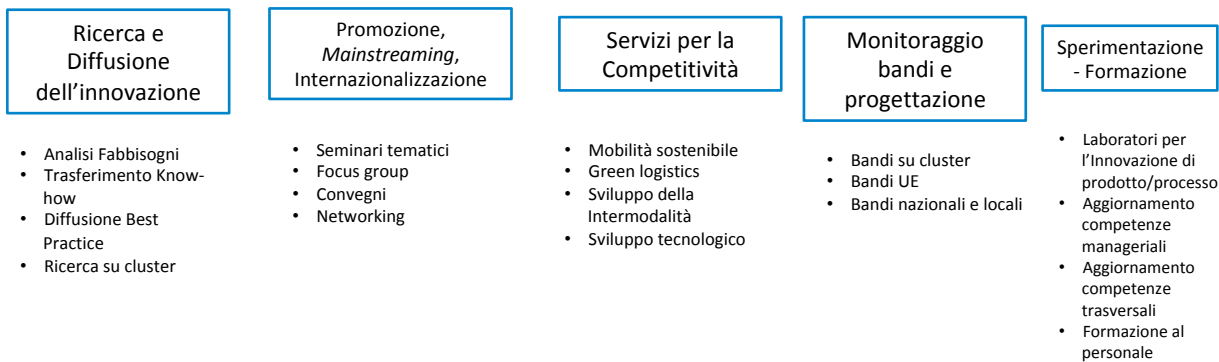 Ricerca e
Diffusione
dell’innovazione
• Analisi Fabbisogni
• Trasferimento Know-
how
• Diffusione Best
Practice
• Ricerca su cluster
Promozione,
Mainstreaming,
Internazionalizzazione
• Seminari tematici
• Focus group
• Convegni
• Networking
Servizi per la
Competitività
• Mobilità sostenibile
• Green logistics
• Sviluppo della
Intermodalità
• Sviluppo tecnologico
Monitoraggio
bandi e
progettazione
• Bandi su cluster
• Bandi UE
• Bandi nazionali e locali
Sperimentazione
- Formazione
• Laboratori per
l’Innovazione di
prodotto/processo
• Aggiornamento
competenze
manageriali
• Aggiornamento
competenze
trasversali
• Formazione al
personale